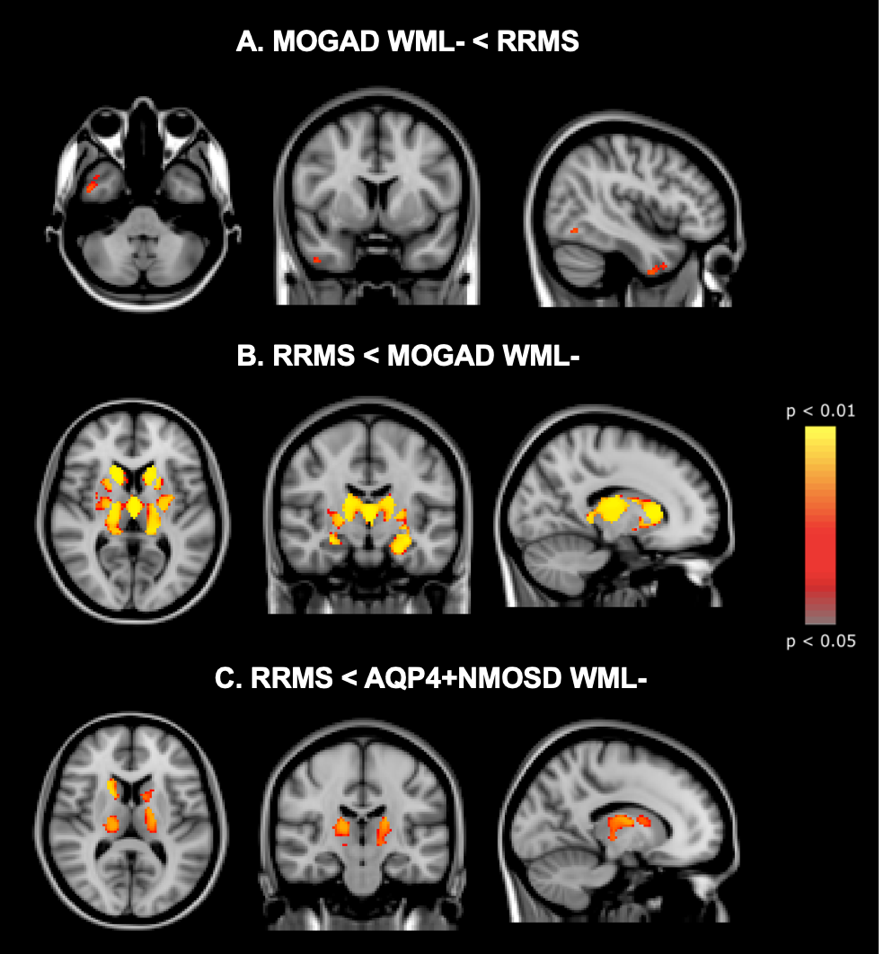 A. MOGAD WML- < RRMS
B. RRMS < MOGAD WML-
p < 0.01
p < 0.05
C. RRMS < AQP4+NMOSD WML-